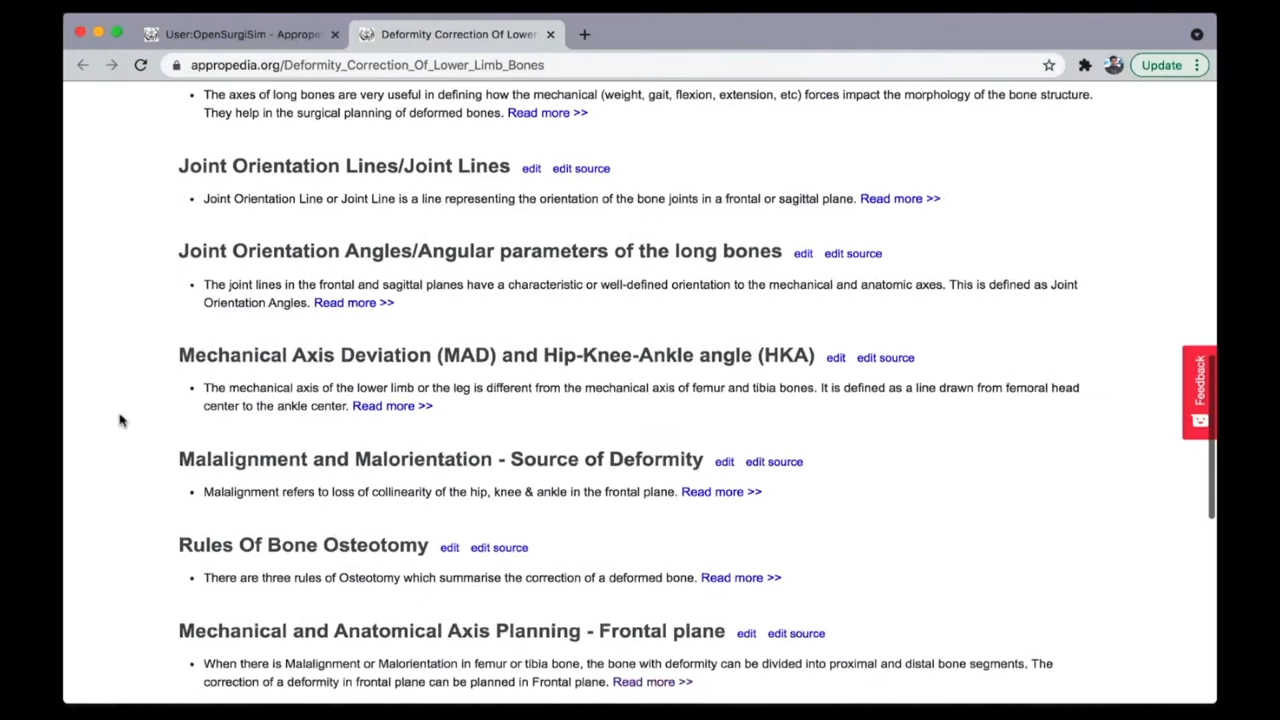 User:OpenSurgiSim - Apprope
Deformity Correction Of Lower
appropedia.org/Deformity_Correction_Of_Lower_Limb_Bones
Update
The axes of long bones are very useful in defining how the mechanical (weight, gait, flexion, extension, etc) forces impact the morphology of the bone structure.
They help in the surgical planning of deformed bones. Read more >>
Joint Orientation Lines/Joint Lines edit edit source
Joint Orientation Line or Joint Line is a line representing the orientation of the bone joints in a frontal or sagittal plane. Read more >>
Joint Orientation Angles/Angular parameters of the long bones edit edit source
The joint lines in the frontal and sagittal planes have a characteristic or well-defined orientation to the mechanical and anatomic axes. This is defined as Joint
Orientation Angles. Read more >>
Mechanical Axis Deviation (MAD) and Hip-Knee-Ankle angle (HKA) edit edit source
The mechanical axis of the lower limb or the leg is different from the mechanical axis of femur and tibia bones. It is defined as a line drawn from femoral head
center to the ankle center. Read more >>
Feedback
Malalignment and Malorientation - Source of Deformity edit edit source
Malalignment refers to loss of collinearity of the hip, knee & ankle in the frontal plane. Read more >>
Rules Of Bone Osteotomy edit edit source
There are three rules of Osteotomy which summarise the correction of a deformed bone. Read more >>
Mechanical and Anatomical Axis Planning - Frontal plane edit edit source
When there is Malalignment or Malorientation in femur or tibia bone, the bone with deformity can be divided into proximal and distal bone segments. The
correction of a deformity in frontal plane can be planned in Frontal plane. Read more >>